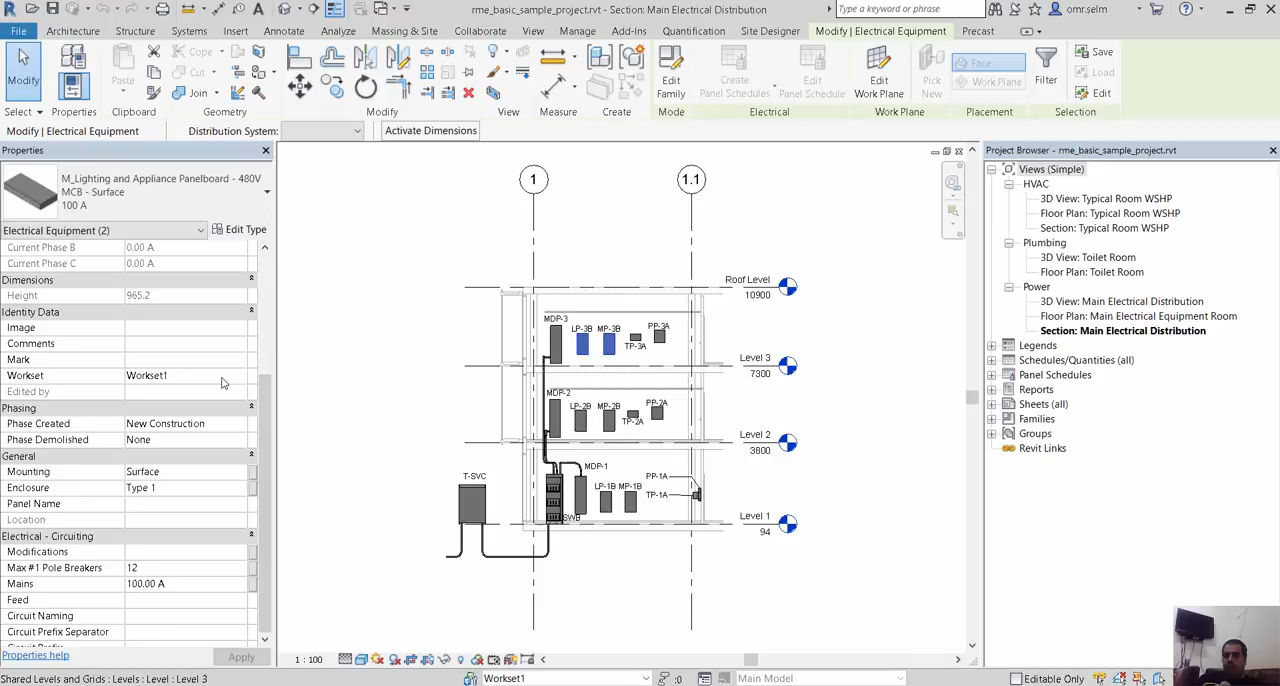 rme_basic_sample_project.rvt - Section: Main Electrical Distribution
Type a keyword or phrase
omr.selm
File Architecture Structure Systems Insert Annotate Analyze Massing & Site Collaborate View Manage Add-Ins Quantification Site Designer Modify | Electrical Equipment Precast
Modify
Properties
Paste
Cope
Cut
Join
Edit Family
Create Panel Schedules
Edit Panel Schedule
Edit Work Plane
Pick New
Face
Work Plane
Filter
Save
Load
Edit
Select Properties Clipboard Geometry Modify View Measure Create Mode Electrical Work Plane Placement Selection
Modify | Electrical Equipment Distribution System: Activate Dimensions
Properties
M_Lighting and Appliance Panelboard - 480V
MCB - Surface
100 A
Electrical Equipment (2) Edit Type
Current Phase B 0.00 A
Current Phase C 0.00 A
Dimensions
Height 965.2
Identity Data
Image
Comments
Mark
Workset Workset1
Edited by
Phasing
Phase Created New Construction
Phase Demolished None
General
Mounting Surface
Enclosure Type 1
Panel Name
Location
Electrical - Circuiting
Modifications
Max #1 Pole Breakers 12
Mains 100.00 A
Feed
Circuit Naming
Circuit Prefix Separator
Properties help Apply
1 1.1
Roof Level
10900
MDP-3 LP-3B MP-3B TP-3A PP-3A
Level 3
7300
MDP-2 LP-2B MP-2B TP-2A PP-2A
Level 2
3800
T-SVC SWB MDP-1 LP-1B MP-1B PP-1A
TP-1A
Level 1
94
1 : 100
Project Browser - rme_basic_sample_project.rvt
Views (Simple)
HVAC
3D View: Typical Room WSHP
Floor Plan: Typical Room WSHP
Section: Typical Room WSHP
Plumbing
3D View: Toilet Room
Floor Plan: Toilet Room
Power
3D View: Main Electrical Distribution
Floor Plan: Main Electrical Equipment Room
Section: Main Electrical Distribution
Legends
Schedules/Quantities (all)
Panel Schedules
Reports
Sheets (all)
Families
Groups
Revit Links
Shared Levels and Grids : Levels : Level : Level 3 Workset1 :0 Main Model Editable Only :2